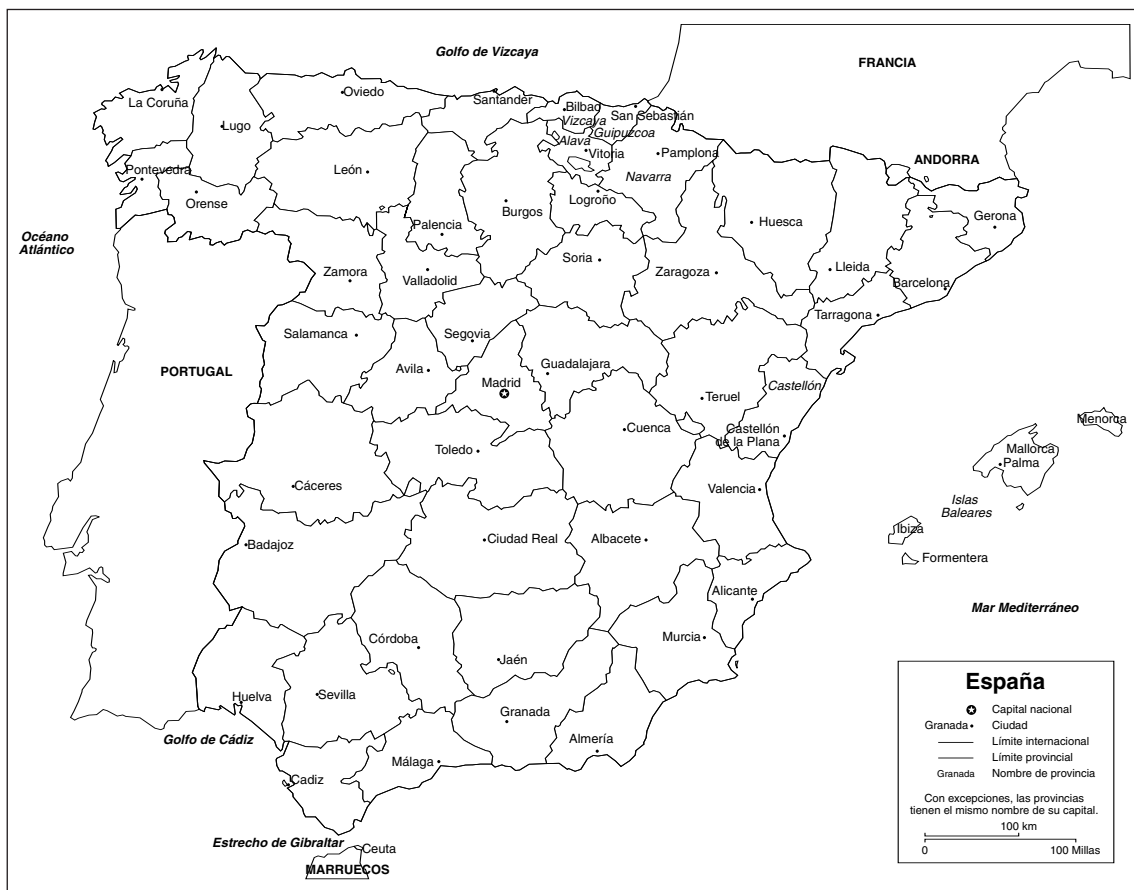 Golfo de Vizcaya
FRANCIA
La Coruña
Oviedo
Santander
Bilbao
Vizcaya
San Sebastián
Guipuzcoa
Lugo
Alava
Vitoria
Pamplona
ANDORRA
Pontevedra
León
Navarra
Orense
Logroño
Burgos
Palencia
Huesca
Gerona
Océano
Atlántico
Soria
Zamora
Valladolid
Zaragoza
Lleida
Barcelona
Tarragona
Salamanca
Segovia
PORTUGAL
Avila
Madrid
Guadalajara
Castellón
Teruel
Menorca
Cuenca
Castellón
de la Plana
Toledo
Mallorca
Palma
Cáceres
Valencia
Islas
Baleares
Ibiza
Badajoz
Ciudad Real
Albacete
Formentera
Alicante
Mar Mediterráneo
Córdoba
Murcia
Jaén
Huelva
Sevilla
Granada
Golfo de Cádiz
Almería
Málaga
Cadiz
Estrecho de Gibraltar
Ceuta
MARRUECOS
España
Capital nacional
Granada Ciudad
Límite internacional
Límite provincial
Granada Nombre de provincia
Con excepciones, las provincias
tienen el mismo nombre de su capital.
100 km
0 100 Millas